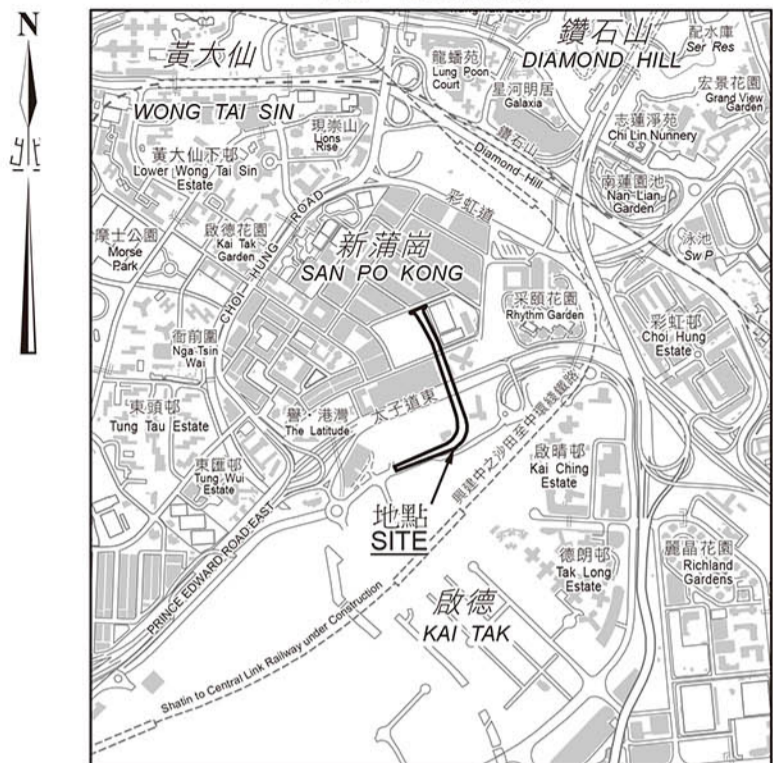 N
北
黃大仙
WONG TAI SIN
鑽石山
DIAMOND HILL
配水庫
Ser Res
龍蟠苑
Lung Poon
Court
星河明居
Galaxia
宏景花園
Grand View
Garden
現崇山
Lions
Rise
志蓮淨苑
Chi Lin Nunnery
鑽石山
Diamond Hill
黃大仙下邨
Lower Wong Tai Sin
Estate
南蓮園池
Nan Lian
Garden
彩虹道
CHOI HUNG ROAD
摩士公園
Morse
Park
啟德花園
Kai Tak
Garden
新蒲崗
SAN PO KONG
泳池
Sw P
采頤花園
Rhythm Garden
彩虹邨
Choi Hung
Estate
衙前圍
Nga Tsin
Wai
東頭邨
Tung Tau Estate
譽・港灣
The Latitude
太子道東
興建中之沙田至中環綫鐵路
東匯邨
Tung Wui
Estate
啟晴邨
Kai Ching
Estate
地點
SITE
PRINCE EDWARD ROAD EAST
德朗邨
Tak Long
Estate
麗晶花園
Richland
Gardens
啟德
KAI TAK
Shatin to Central Link Railway under Construction